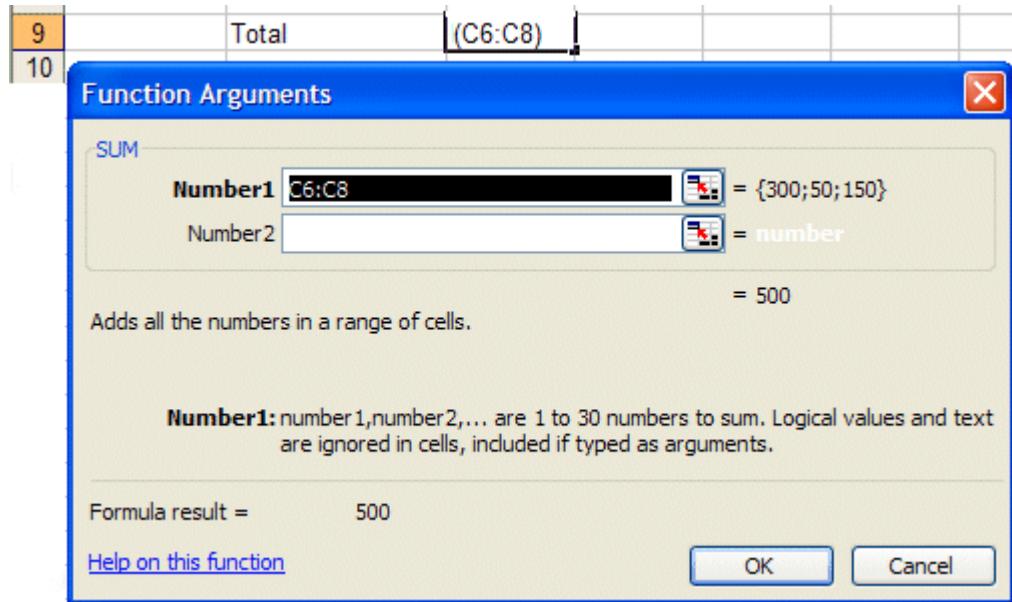 9 Total (C6:C8)
10
Function Arguments
SUM
Number1 C6:C8 = {300;50;150}
Number2 = number
= 500
Adds all the numbers in a range of cells.
Number1: number1,number2,... are 1 to 30 numbers to sum. Logical values and text
are ignored in cells, included if typed as arguments.
Formula result = 500
Help on this function OK Cancel